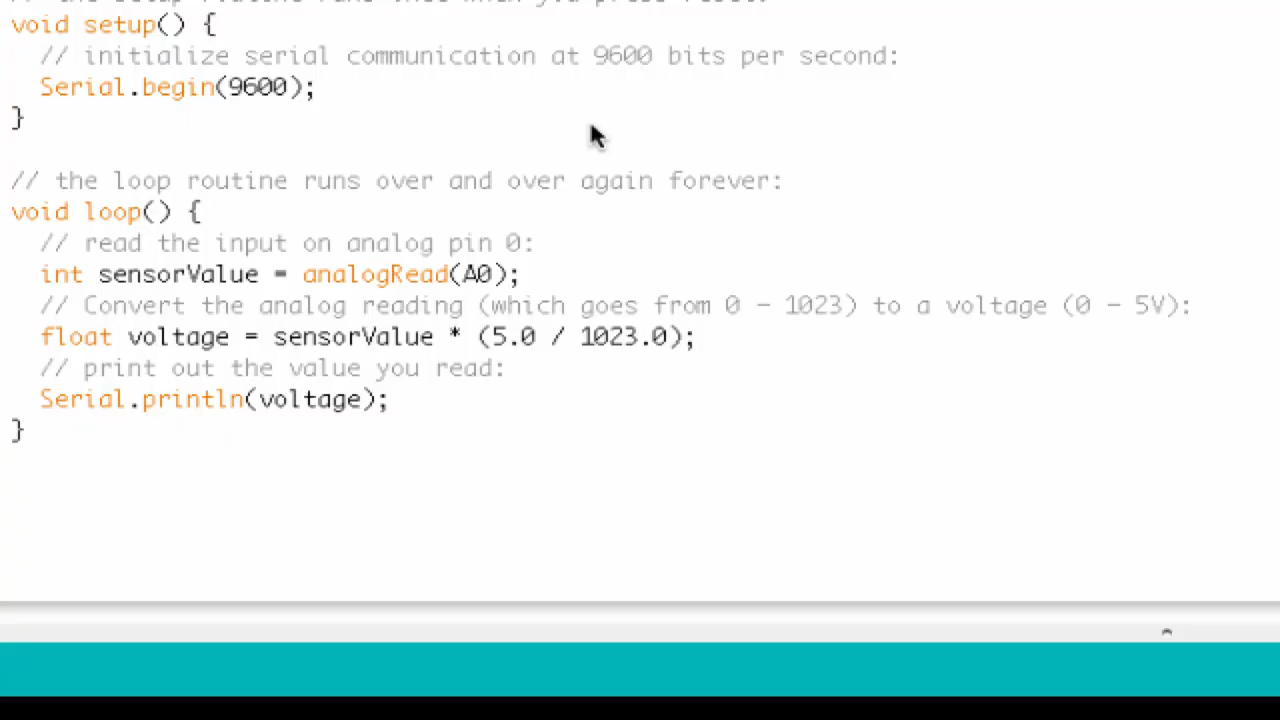 void setup() {
  // initialize serial communication at 9600 bits per second:
  Serial.begin(9600);
}
// the loop routine runs over and over again forever:
void loop() {
  // read the input on analog pin 0:
  int sensorValue = analogRead(A0);
  // Convert the analog reading (which goes from 0 - 1023) to a voltage (0 - 5V):
  float voltage = sensorValue * (5.0 / 1023.0);
  // print out the value you read:
  Serial.println(voltage);
}